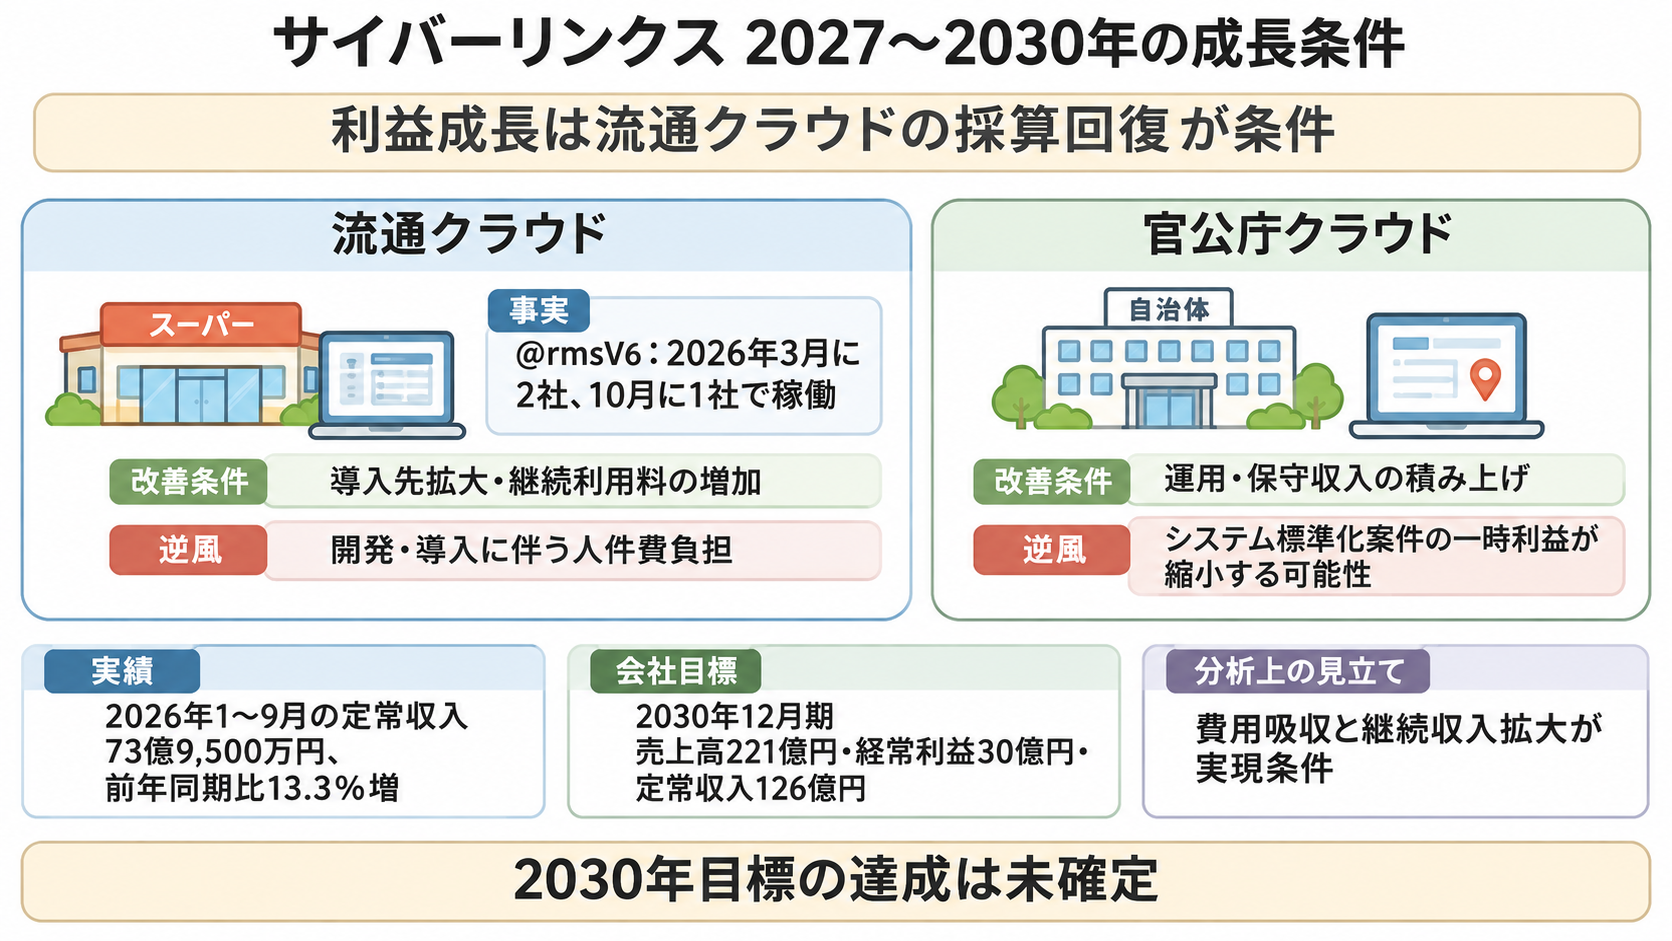 サイバーリンクス 2027～2030年の成長条件
利益成長は流通クラウドの採算回復が条件
流通クラウド
スーパー
事実
@rmsV6：2026年3月に
2社、10月に1社で稼働
改善条件
導入先拡大・継続利用料の増加
逆風
開発・導入に伴う人件費負担
官公庁クラウド
自治体
改善条件
運用・保守収入の積み上げ
逆風
システム標準化案件の一時利益が
縮小する可能性
実績
2026年1～9月の定常収入
73億9,500万円、
前年同期比13.3％増
会社目標
2030年12月期
売上高221億円・経常利益30億円・
定常収入126億円
分析上の見立て
費用吸収と継続収入拡大が
実現条件
2030年目標の達成は未確定